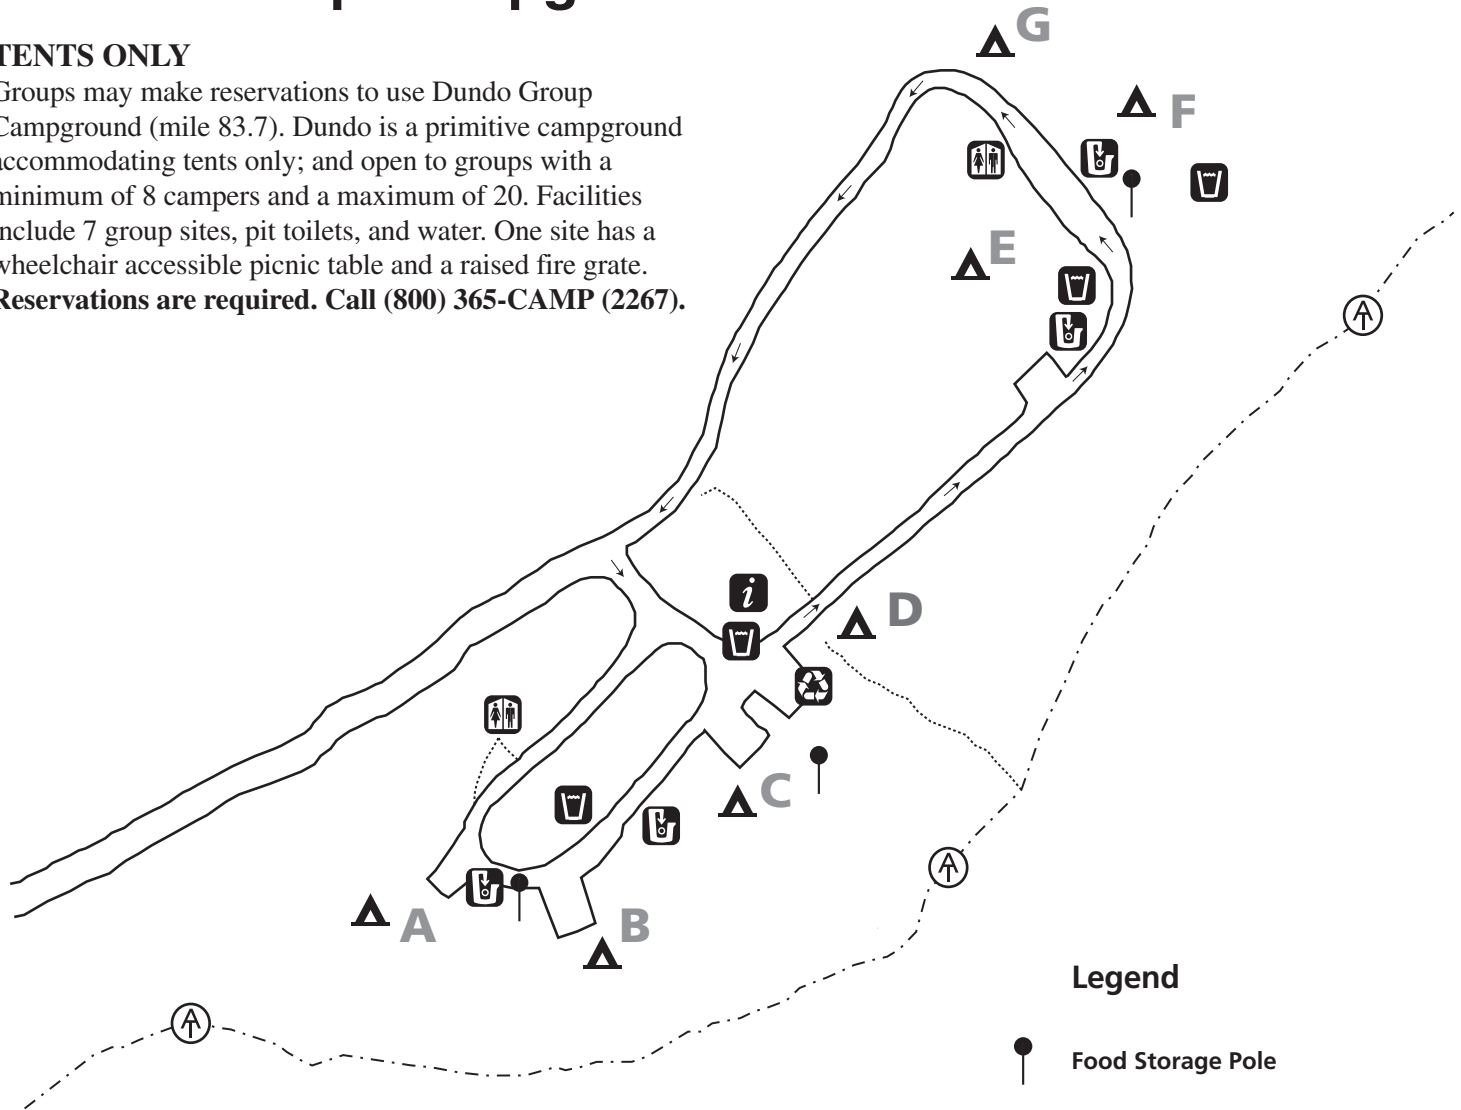 TENTS ONLY
Groups may make reservations to use Dundo Group
Campground (mile 83.7). Dundo is a primitive campground
accommodating tents only; and open to groups with a
minimum of 8 campers and a maximum of 20. Facilities
include 7 group sites, pit toilets, and water. One site has a
wheelchair accessible picnic table and a raised fire grate.
Reservations are required. Call (800) 365-CAMP (2267).
G
F
E
D
C
A
B
Legend
Food Storage Pole